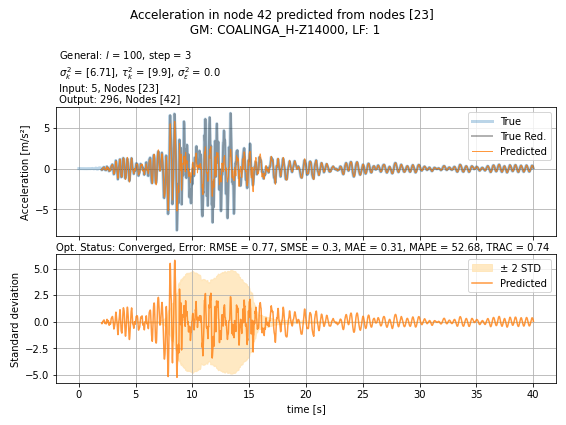 Acceleration in node 42 predicted from nodes [23]
GM: COALINGA_H-Z14000, LF: 1
General: l = 100, step = 3
σ²ₖ = [6.71], τ²ₖ = [9.9], σ²ε = 0.0
Input: 5, Nodes [23]
Output: 296, Nodes [42]
Acceleration [m/s²]
5
0
−5
True
True Red.
Predicted
Opt. Status: Converged, Error: RMSE = 0.77, SMSE = 0.3, MAE = 0.31, MAPE = 52.68, TRAC = 0.74
Standard deviation
5.0
2.5
0.0
−2.5
−5.0
± 2 STD
Predicted
0 5 10 15 20 25 30 35 40
time [s]